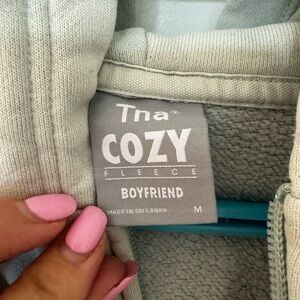 Tna®
COZY
FLEECE
BOYFRIEND
MADE IN SRI LANKA M